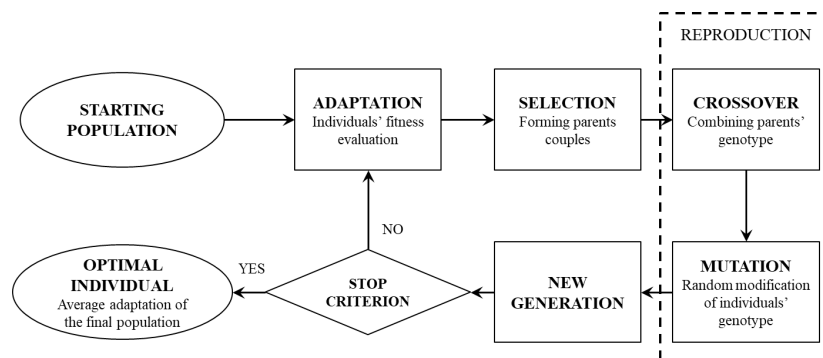 REPRODUCTION
STARTING
POPULATION
ADAPTATION
Individuals’ fitness
evaluation
SELECTION
Forming parents
couples
CROSSOVER
Combining parents’
genotype
NO
YES
OPTIMAL
INDIVIDUAL
Average adaptation of
the final population
STOP
CRITERION
NEW
GENERATION
MUTATION
Random modification
of individuals’
genotype